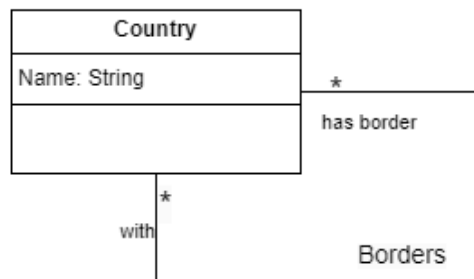 Country
Name: String
*
has border
*
with
Borders